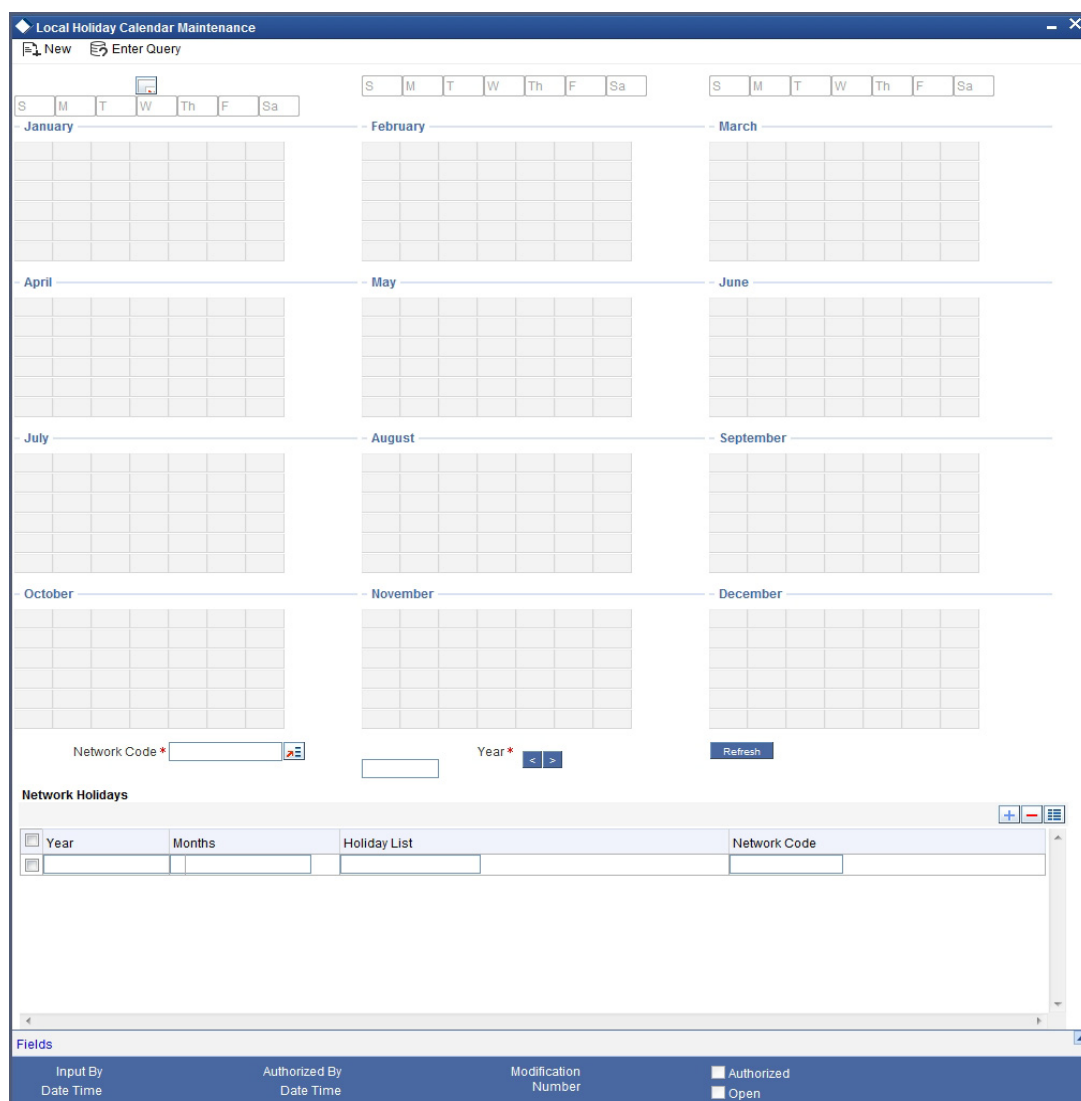 Local Holiday Calendar Maintenance
New Enter Query
S M T W Th F Sa
S M T W Th F Sa
S M T W Th F Sa
January February March
April May June
July August September
October November December
Network Code * Year * < > Refresh
Network Holidays
Year Months Holiday List Network Code
Fields
Input By Authorized By Modification Number Authorized
Date Time Date Time Open